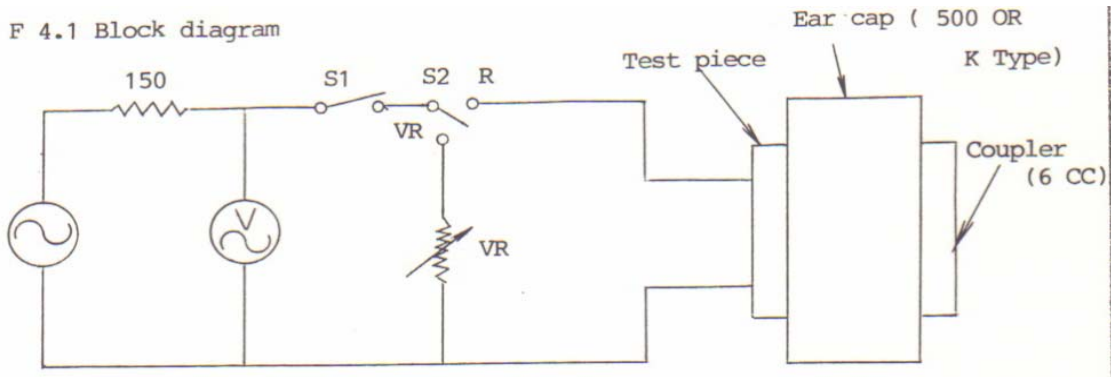 F 4.1 Block diagram
Ear cap ( 500 OR
K Type)
Test piece
150
S1
S2
R
VR
Coupler
(6 CC)
V
VR